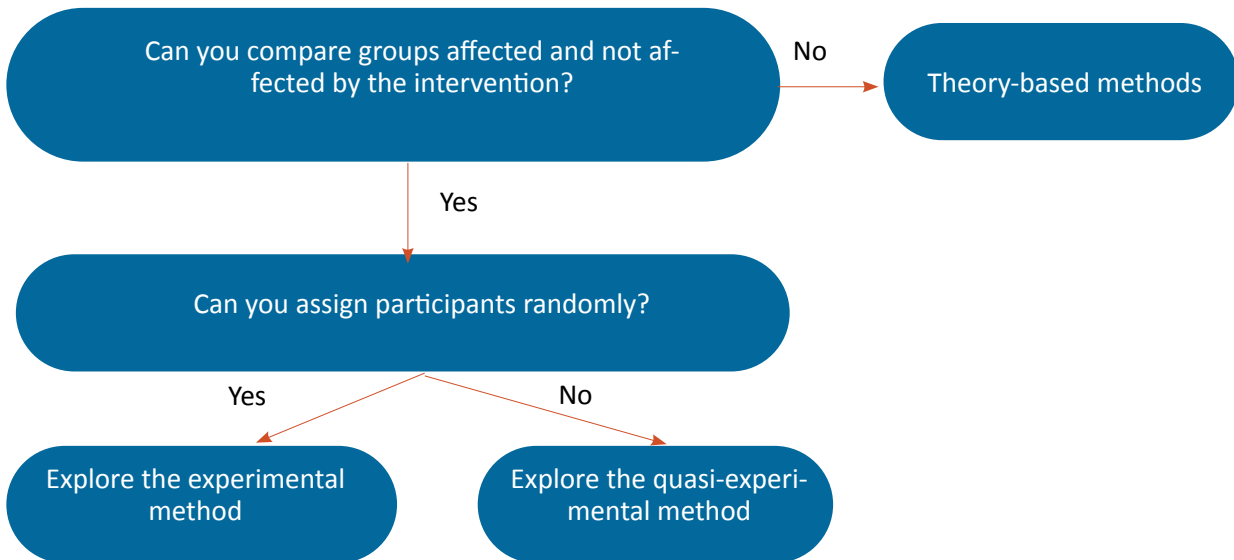 Can you compare groups affected and not af-
fected by the intervention?
No
Theory-based methods
Yes
Can you assign participants randomly?
Yes
No
Explore the experimental
method
Explore the quasi-experi-
mental method